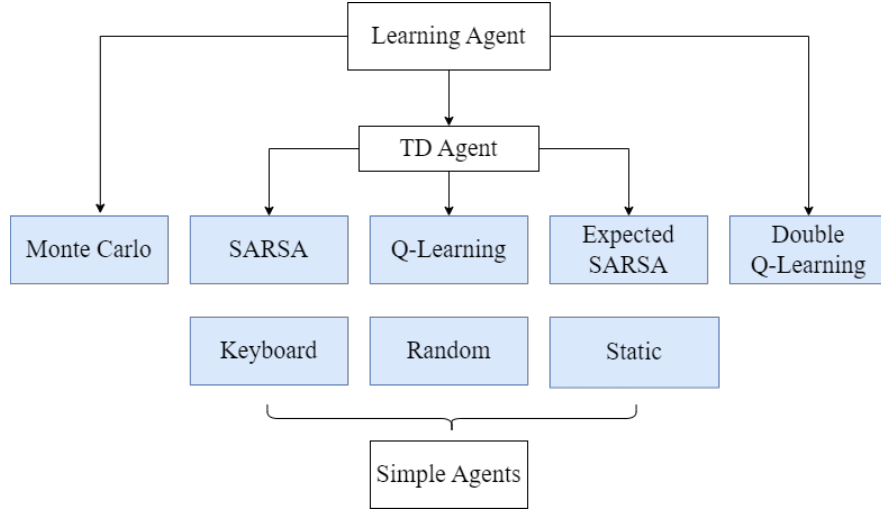 Learning Agent
TD Agent
Monte Carlo
SARSA
Q-Learning
Expected
SARSA
Double
Q-Learning
Keyboard
Random
Static
Simple Agents